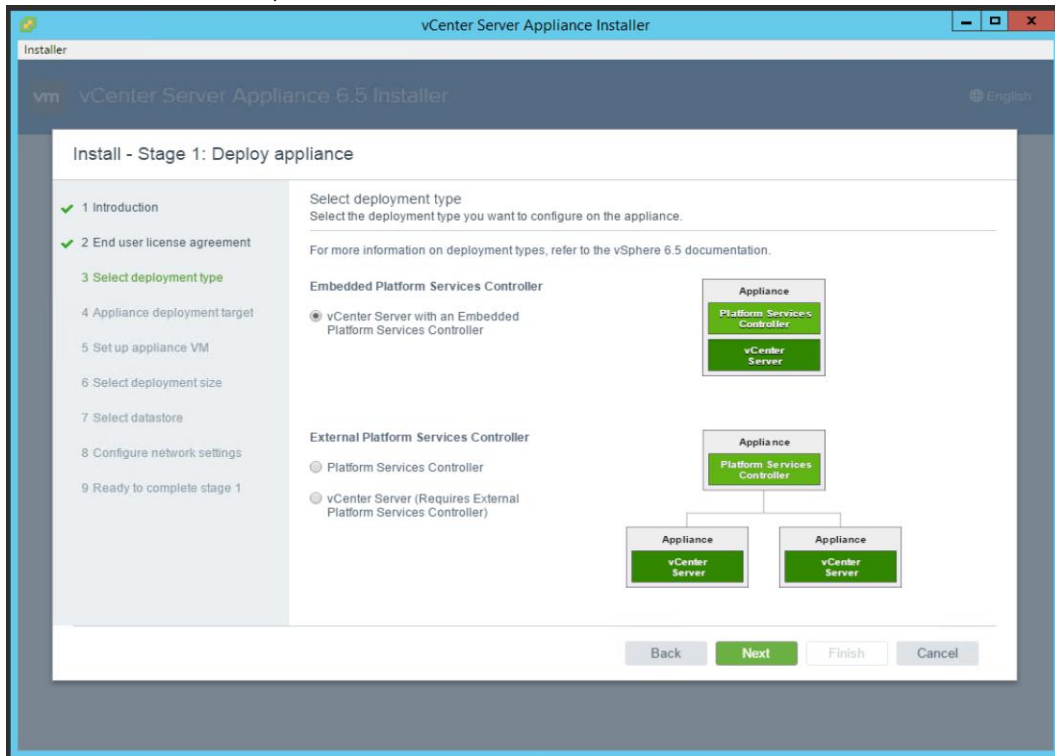 vCenter Server Appliance Installer
Installer
vm vCenter Server Appliance 6.5 Installer
English
Install - Stage 1: Deploy appliance
1 Introduction
2 End user license agreement
3 Select deployment type
4 Appliance deployment target
5 Set up appliance VM
6 Select deployment size
7 Select datastore
8 Configure network settings
9 Ready to complete stage 1
Select deployment type
Select the deployment type you want to configure on the appliance.
For more information on deployment types, refer to the vSphere 6.5 documentation.
Embedded Platform Services Controller
vCenter Server with an Embedded
Platform Services Controller
Appliance
Platform Services
Controller
vCenter
Server
External Platform Services Controller
Platform Services Controller
vCenter Server (Requires External
Platform Services Controller)
Appliance
Platform Services
Controller
Appliance
vCenter
Server
Appliance
vCenter
Server
Back
Next
Finish
Cancel